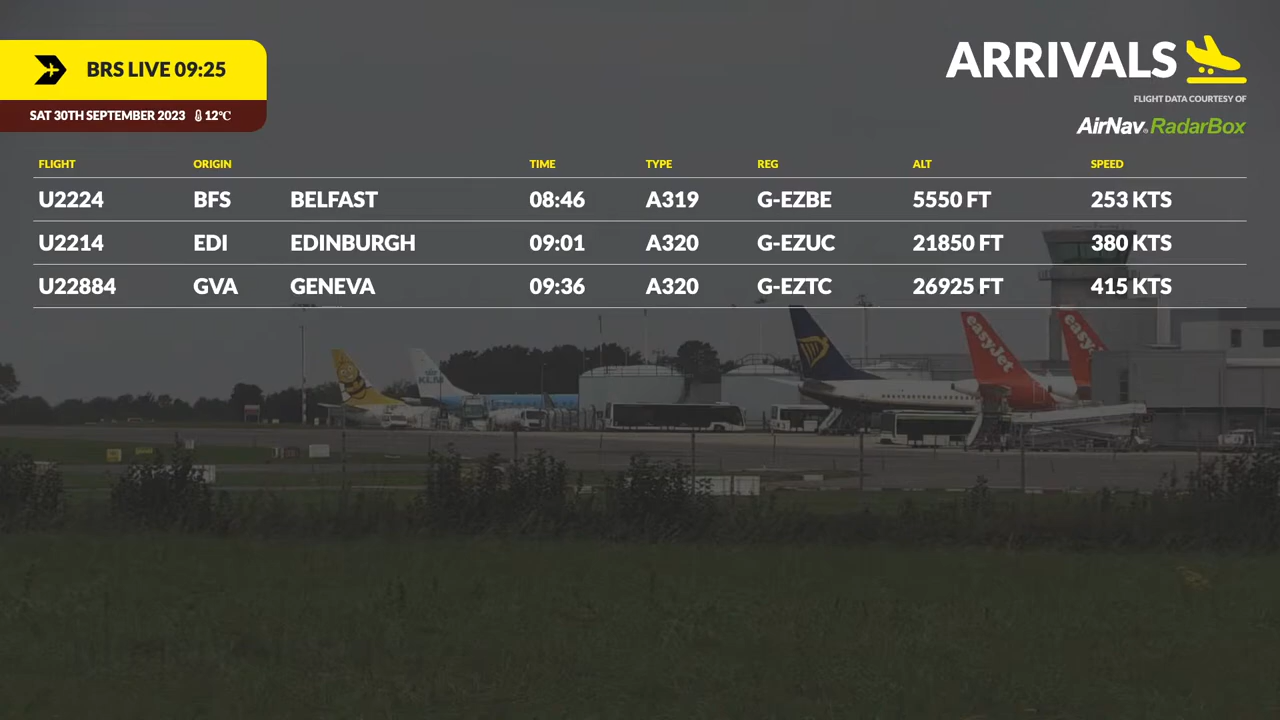 BRS LIVE 09:25
SAT 30TH SEPTEMBER 2023 12°C
ARRIVALS
FLIGHT DATA COURTESY OF
AirNav RadarBox
FLIGHT ORIGIN TIME TYPE REG ALT SPEED
U2224 BFS BELFAST 08:46 A319 G-EZBE 5550 FT 253 KTS
U2214 EDI EDINBURGH 09:01 A320 G-EZUC 21850 FT 380 KTS
U22884 GVA GENEVA 09:36 A320 G-EZTC 26925 FT 415 KTS
KLM
easyJet
easyJ